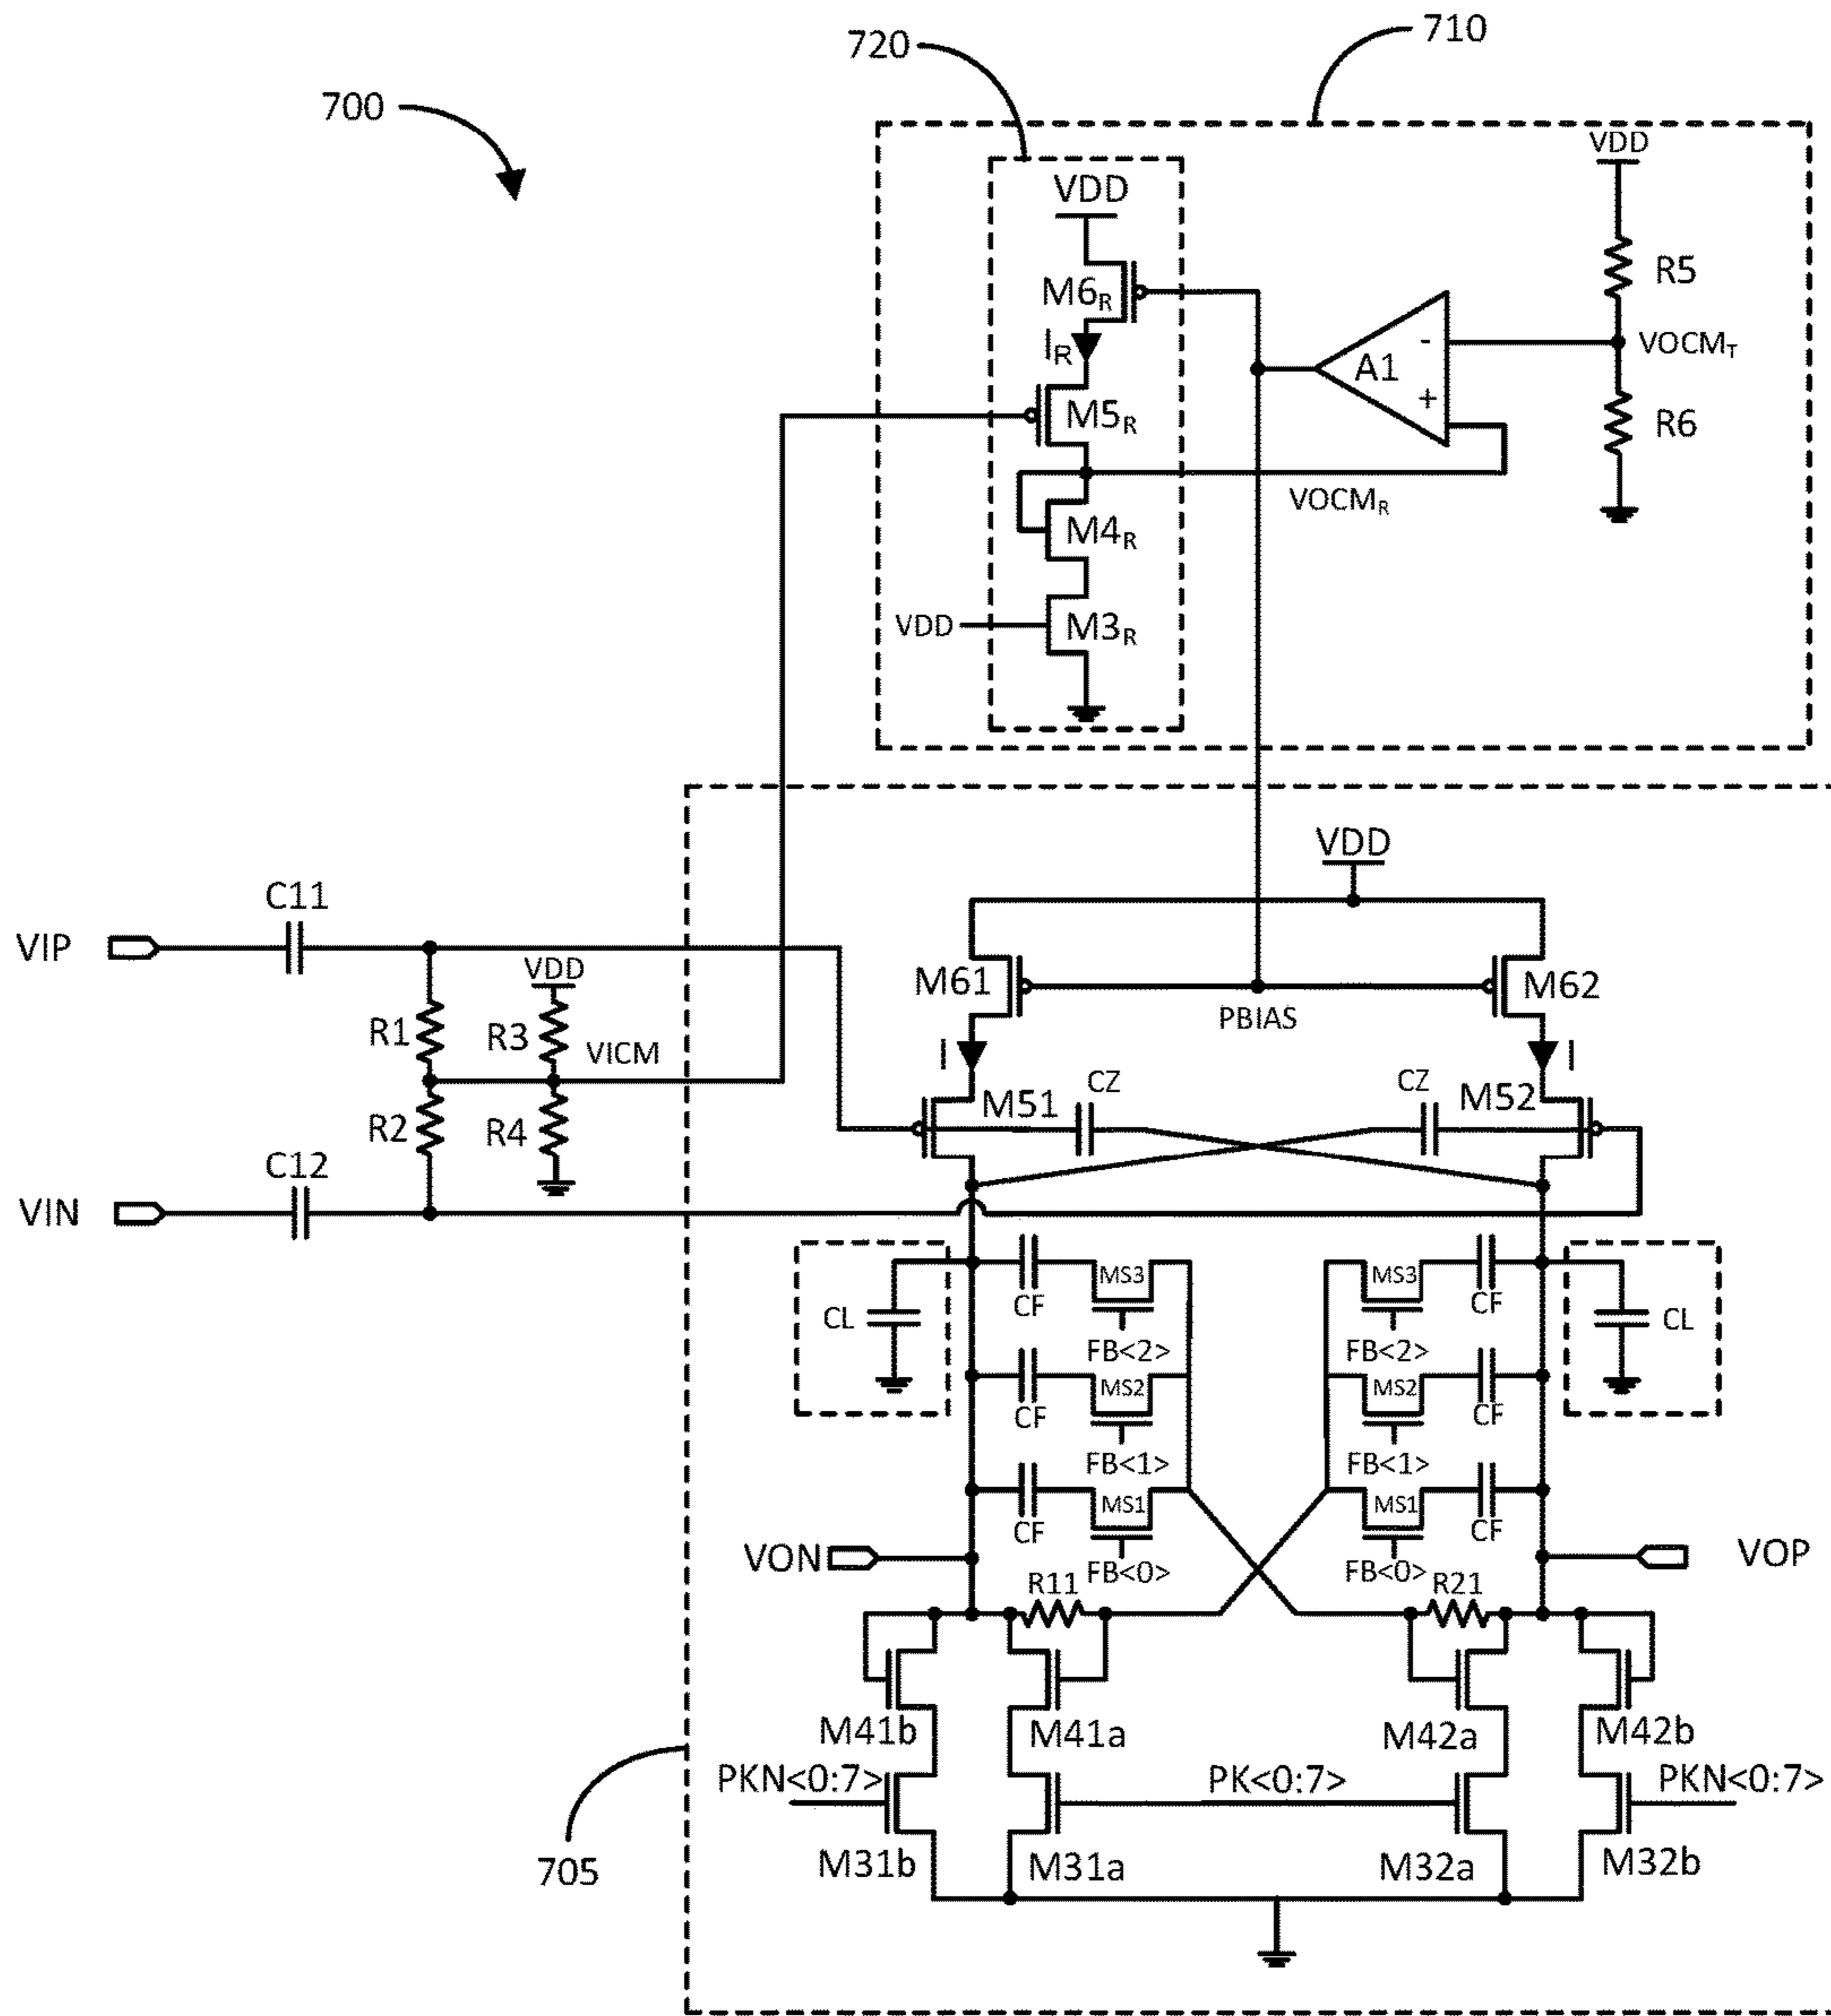 710
720
700
VDD
VDD
M6R
R5
IR
-
VOCMT
A1
+
M5R
R6
VOCMR
M4R
VDD
M3R
VDD
C11
VIP
VDD
M61
M62
PBIAS
R1
R3
VICM
I
I
CZ
CZ
M51
M52
R2
R4
C12
VIN
MS3
MS3
CF
CF
CL
CL
FB<2>
FB<2>
MS2
MS2
CF
CF
FB<1>
FB<1>
MS1
MS1
CF
CF
VON
VOP
FB<0>
FB<0>
R11
R21
M41b
M41a
M42a
M42b
PKN<0:7>
PK<0:7>
PKN<0:7>
M31b
M31a
M32a
M32b
705